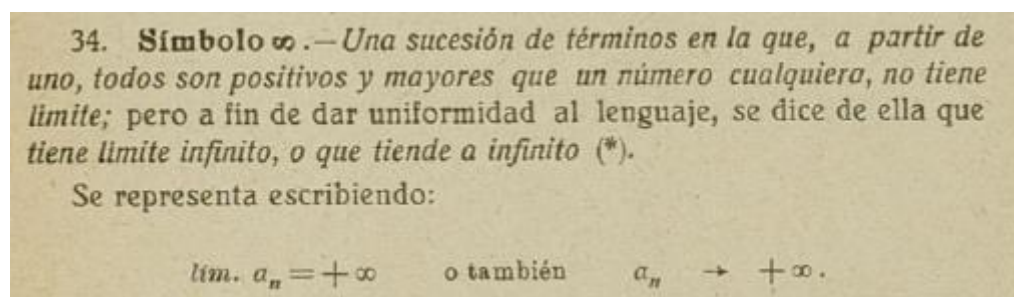 34. Símbolo ∞.—Una sucesión de términos en la que, a partir de
uno, todos son positivos y mayores que un número cualquiera, no tiene
límite; pero a fin de dar uniformidad al lenguaje, se dice de ella que
tiene límite infinito, o que tiende a infinito (*).
Se representa escribiendo:
lím. aₙ = + ∞ o también aₙ → + ∞.